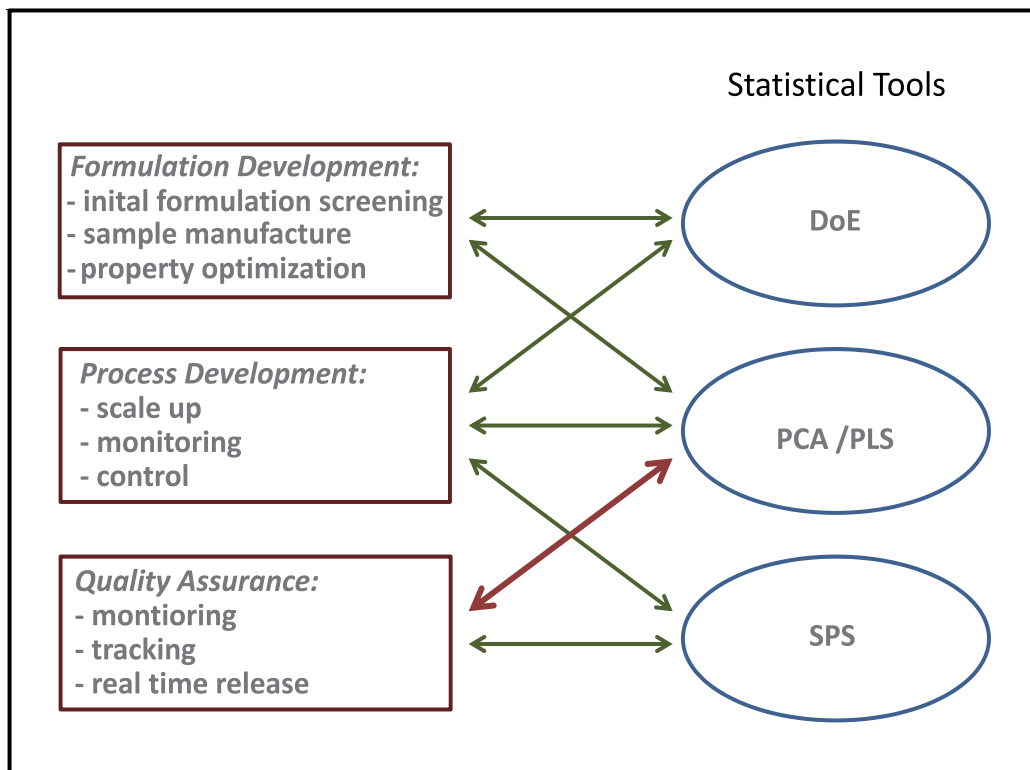 Statistical Tools
Formulation Development:
- inital formulation screening
- sample manufacture
- property optimization
DoE
Process Development:
- scale up
- monitoring
- control
PCA /PLS
Quality Assurance:
- montioring
- tracking
- real time release
SPS